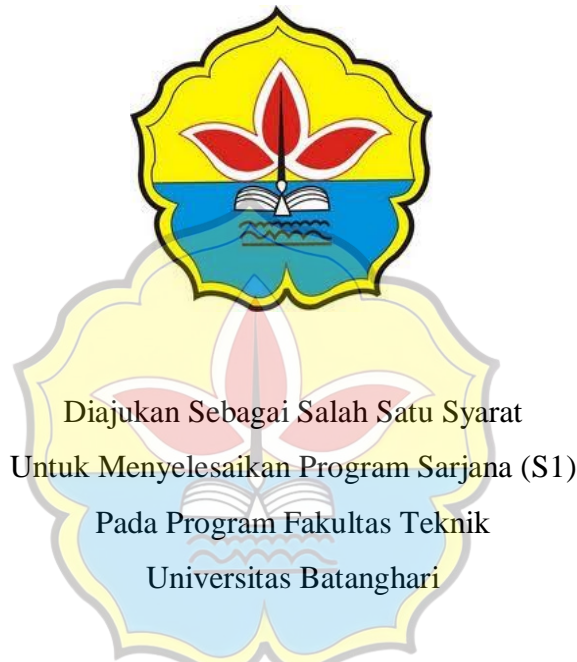 Diajukan Sebagai Salah Satu Syarat
Untuk Menyelesaikan Program Sarjana (S1)
Pada Program Fakultas Teknik
Universitas Batanghari